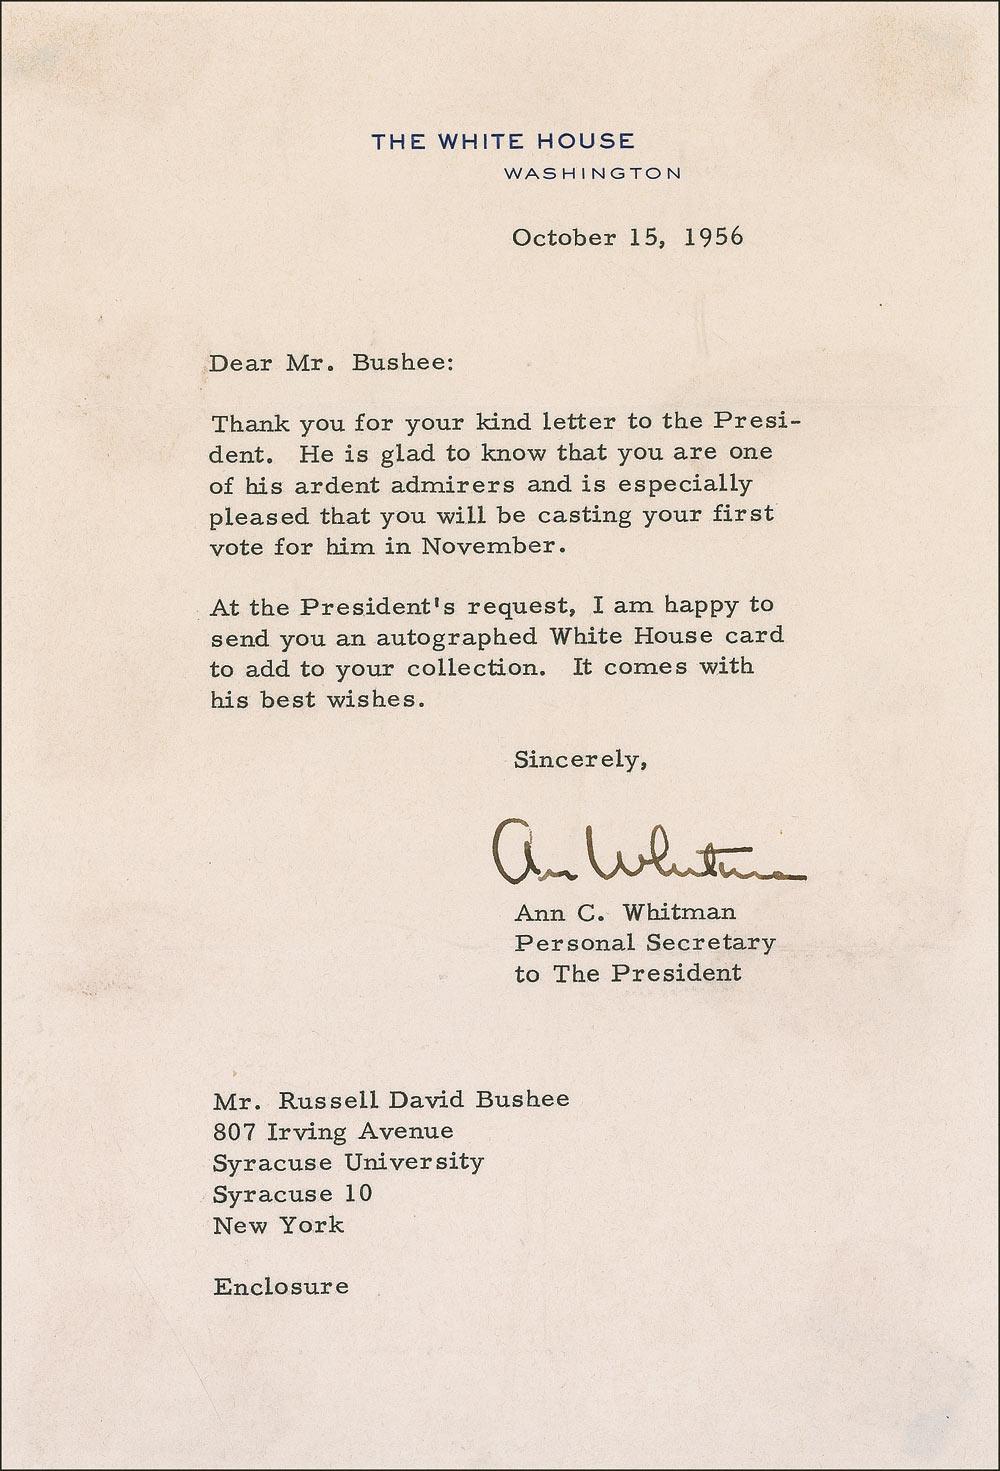 THE WHITE HOUSE
WASHINGTON
October 15, 1956
Dear Mr. Bushee:
Thank you for your kind letter to the Presi-
dent. He is glad to know that you are one
of his ardent admirers and is especially
pleased that you will be casting your first
vote for him in November.
At the President's request, I am happy to
send you an autographed White House card
to add to your collection. It comes with
his best wishes.
Sincerely,
Ann Whitman
Ann C. Whitman
Personal Secretary
to The President
Mr. Russell David Bushee
807 Irving Avenue
Syracuse University
Syracuse 10
New York
Enclosure